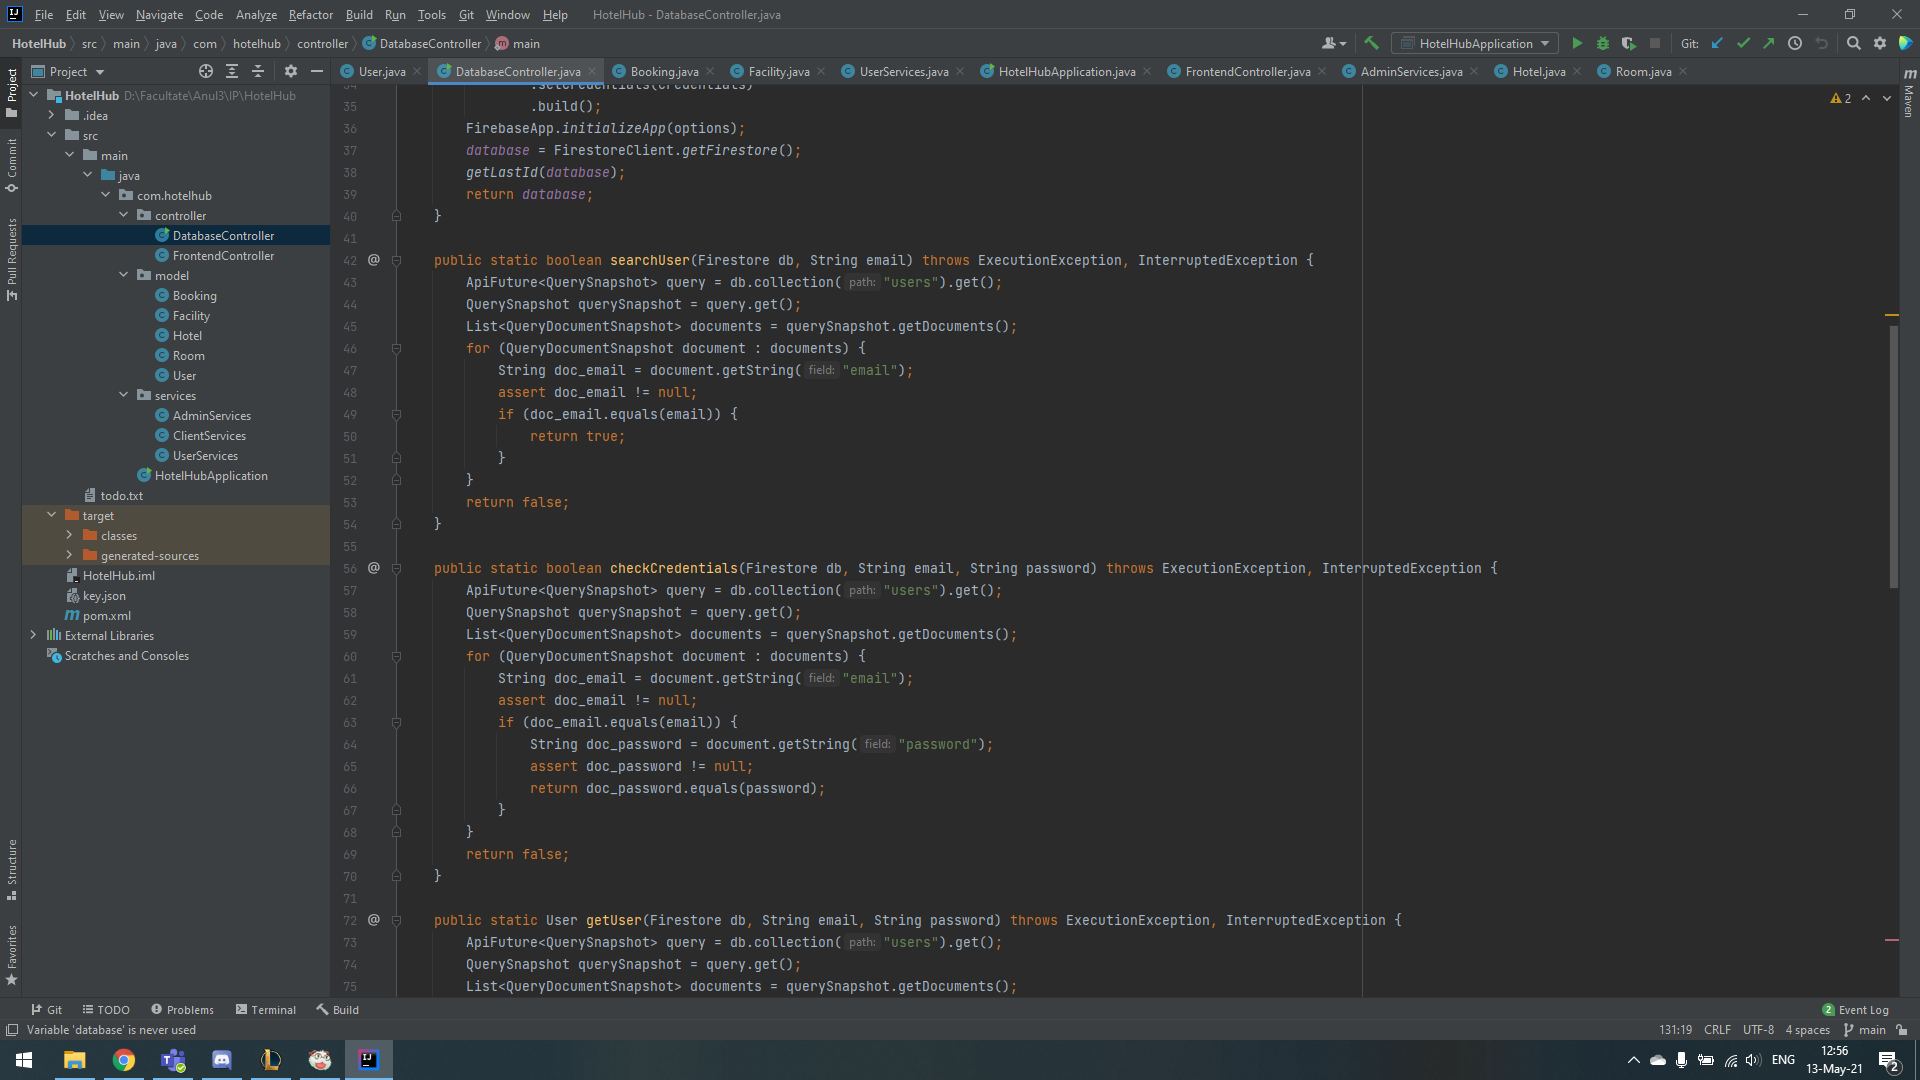 File Edit View Navigate Code Analyze Refactor Build Run Tools Git Window Help HotelHub - DatabaseController.java
HotelHub src main java com hotelhub controller DatabaseController main HotelHubApplication Git:
Project User.java DatabaseController.java Booking.java Facility.java UserServices.java HotelHubApplication.java FrontendController.java AdminServices.java Hotel.java Room.java
Project
Commit
Pull Requests
Structure
Favorites
Maven
HotelHub D:\Facultate\Anul3\IP\HotelHub
.idea
src
main
java
com.hotelhub
controller
DatabaseController
FrontendController
model
Booking
Facility
Hotel
Room
User
services
AdminServices
ClientServices
UserServices
HotelHubApplication
todo.txt
target
classes
generated-sources
HotelHub.iml
key.json
pom.xml
External Libraries
Scratches and Consoles
2
34 .setCredentials(credentials)
35 .build();
36 FirebaseApp.initializeApp(options);
37 database = FirestoreClient.getFirestore();
38 getLastId(database);
39 return database;
40 }
41
42 @ public static boolean searchUser(Firestore db, String email) throws ExecutionException, InterruptedException {
43 ApiFuture<QuerySnapshot> query = db.collection( path: "users").get();
44 QuerySnapshot querySnapshot = query.get();
45 List<QueryDocumentSnapshot> documents = querySnapshot.getDocuments();
46 for (QueryDocumentSnapshot document : documents) {
47 String doc_email = document.getString( field: "email");
48 assert doc_email != null;
49 if (doc_email.equals(email)) {
50 return true;
51 }
52 }
53 return false;
54 }
55
56 @ public static boolean checkCredentials(Firestore db, String email, String password) throws ExecutionException, InterruptedException {
57 ApiFuture<QuerySnapshot> query = db.collection( path: "users").get();
58 QuerySnapshot querySnapshot = query.get();
59 List<QueryDocumentSnapshot> documents = querySnapshot.getDocuments();
60 for (QueryDocumentSnapshot document : documents) {
61 String doc_email = document.getString( field: "email");
62 assert doc_email != null;
63 if (doc_email.equals(email)) {
64 String doc_password = document.getString( field: "password");
65 assert doc_password != null;
66 return doc_password.equals(password);
67 }
68 }
69 return false;
70 }
71
72 @ public static User getUser(Firestore db, String email, String password) throws ExecutionException, InterruptedException {
73 ApiFuture<QuerySnapshot> query = db.collection( path: "users").get();
74 QuerySnapshot querySnapshot = query.get();
75 List<QueryDocumentSnapshot> documents = querySnapshot.getDocuments();
Git TODO Problems Terminal Build 2 Event Log
Variable 'database' is never used 131:19 CRLF UTF-8 4 spaces main
ENG 12:56
13-May-21 2